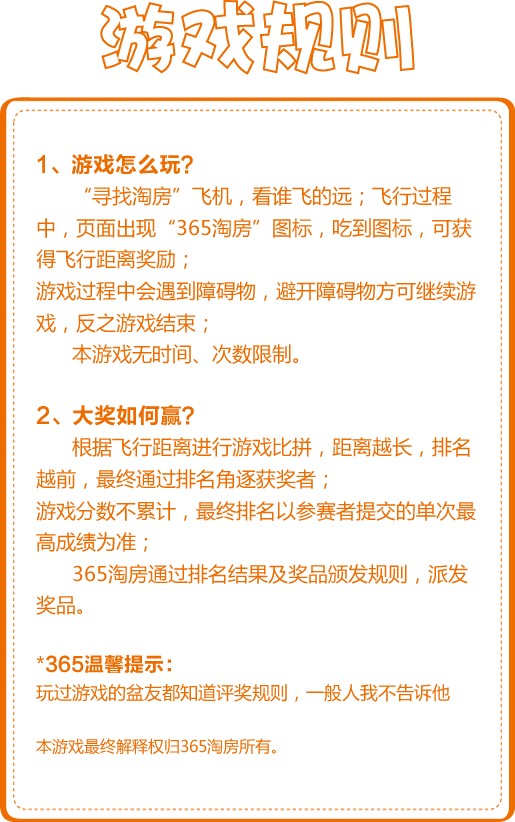 游戏规则
1、游戏怎么玩?
“寻找淘房”飞机，看谁飞的远；飞行过程
中，页面出现“365淘房”图标，吃到图标，可获
得飞行距离奖励；
游戏过程中会遇到障碍物，避开障碍物方可继续游
戏，反之游戏结束；
本游戏无时间、次数限制。
2、大奖如何赢?
根据飞行距离进行游戏比拼，距离越长，排名
越前，最终通过排名角逐获奖者；
游戏分数不累计，最终排名以参赛者提交的单次最
高成绩为准；
365淘房通过排名结果及奖品颁发规则，派发
奖品。
*365温馨提示：
玩过游戏的盆友都知道评奖规则，一般人我不告诉他
本游戏最终解释权归365淘房所有。